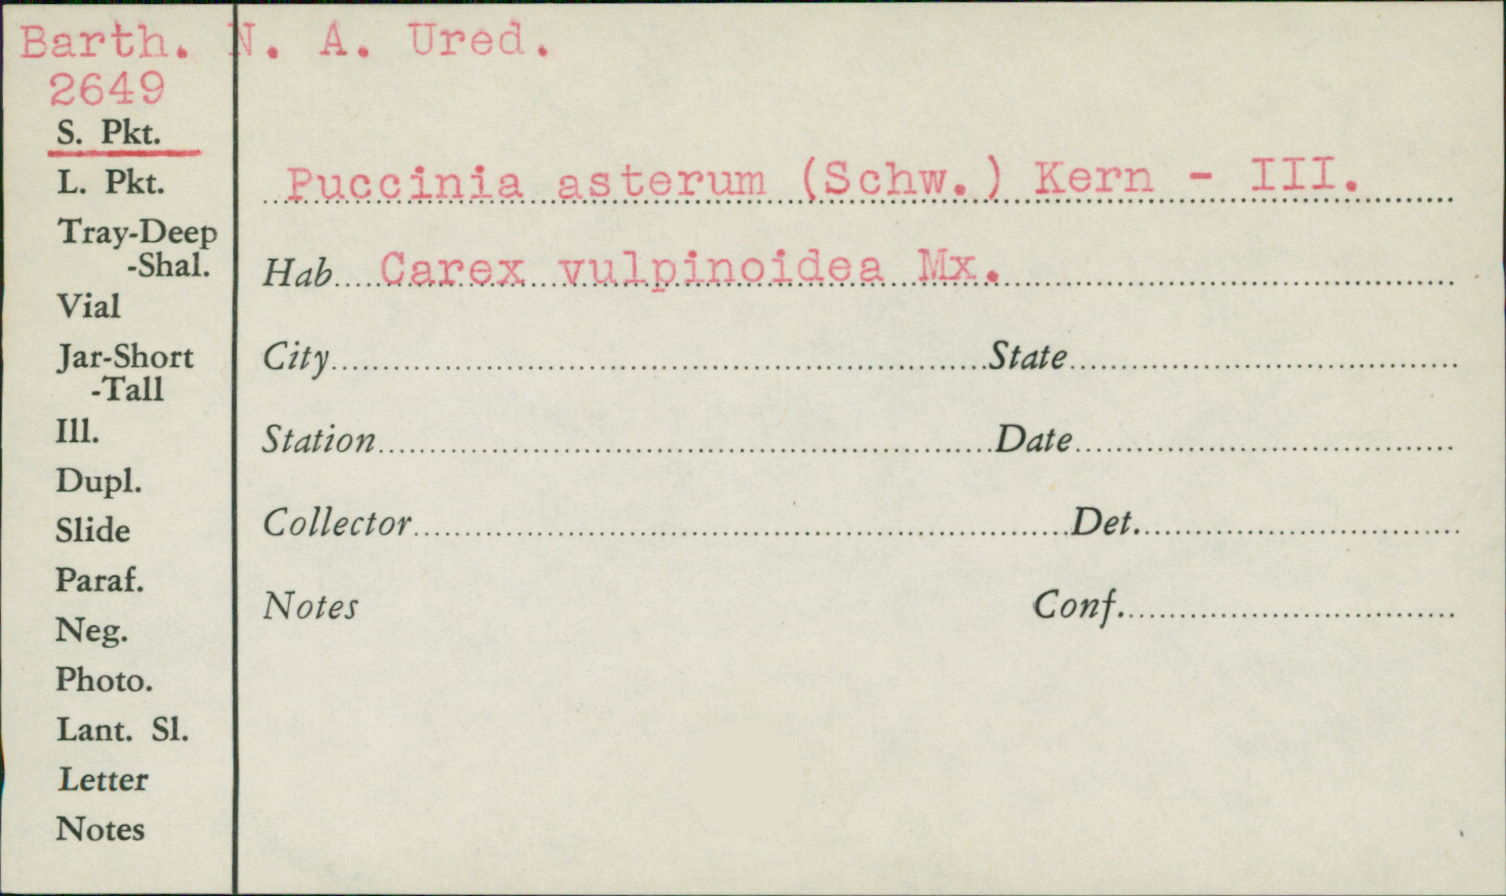 Barth. N. A. Ured.
2649
S. Pkt.
L. Pkt.
Tray-Deep
-Shal.
Vial
Jar-Short
-Tall
Ill.
Dupl.
Slide
Paraf.
Neg.
Photo.
Lant. Sl.
Letter
Notes
Puccinia asterum (Schw.) Kern - III.
Hab. Carex vulpinoidea Mx.
City State
Station Date
Collector Det.
Notes Conf.